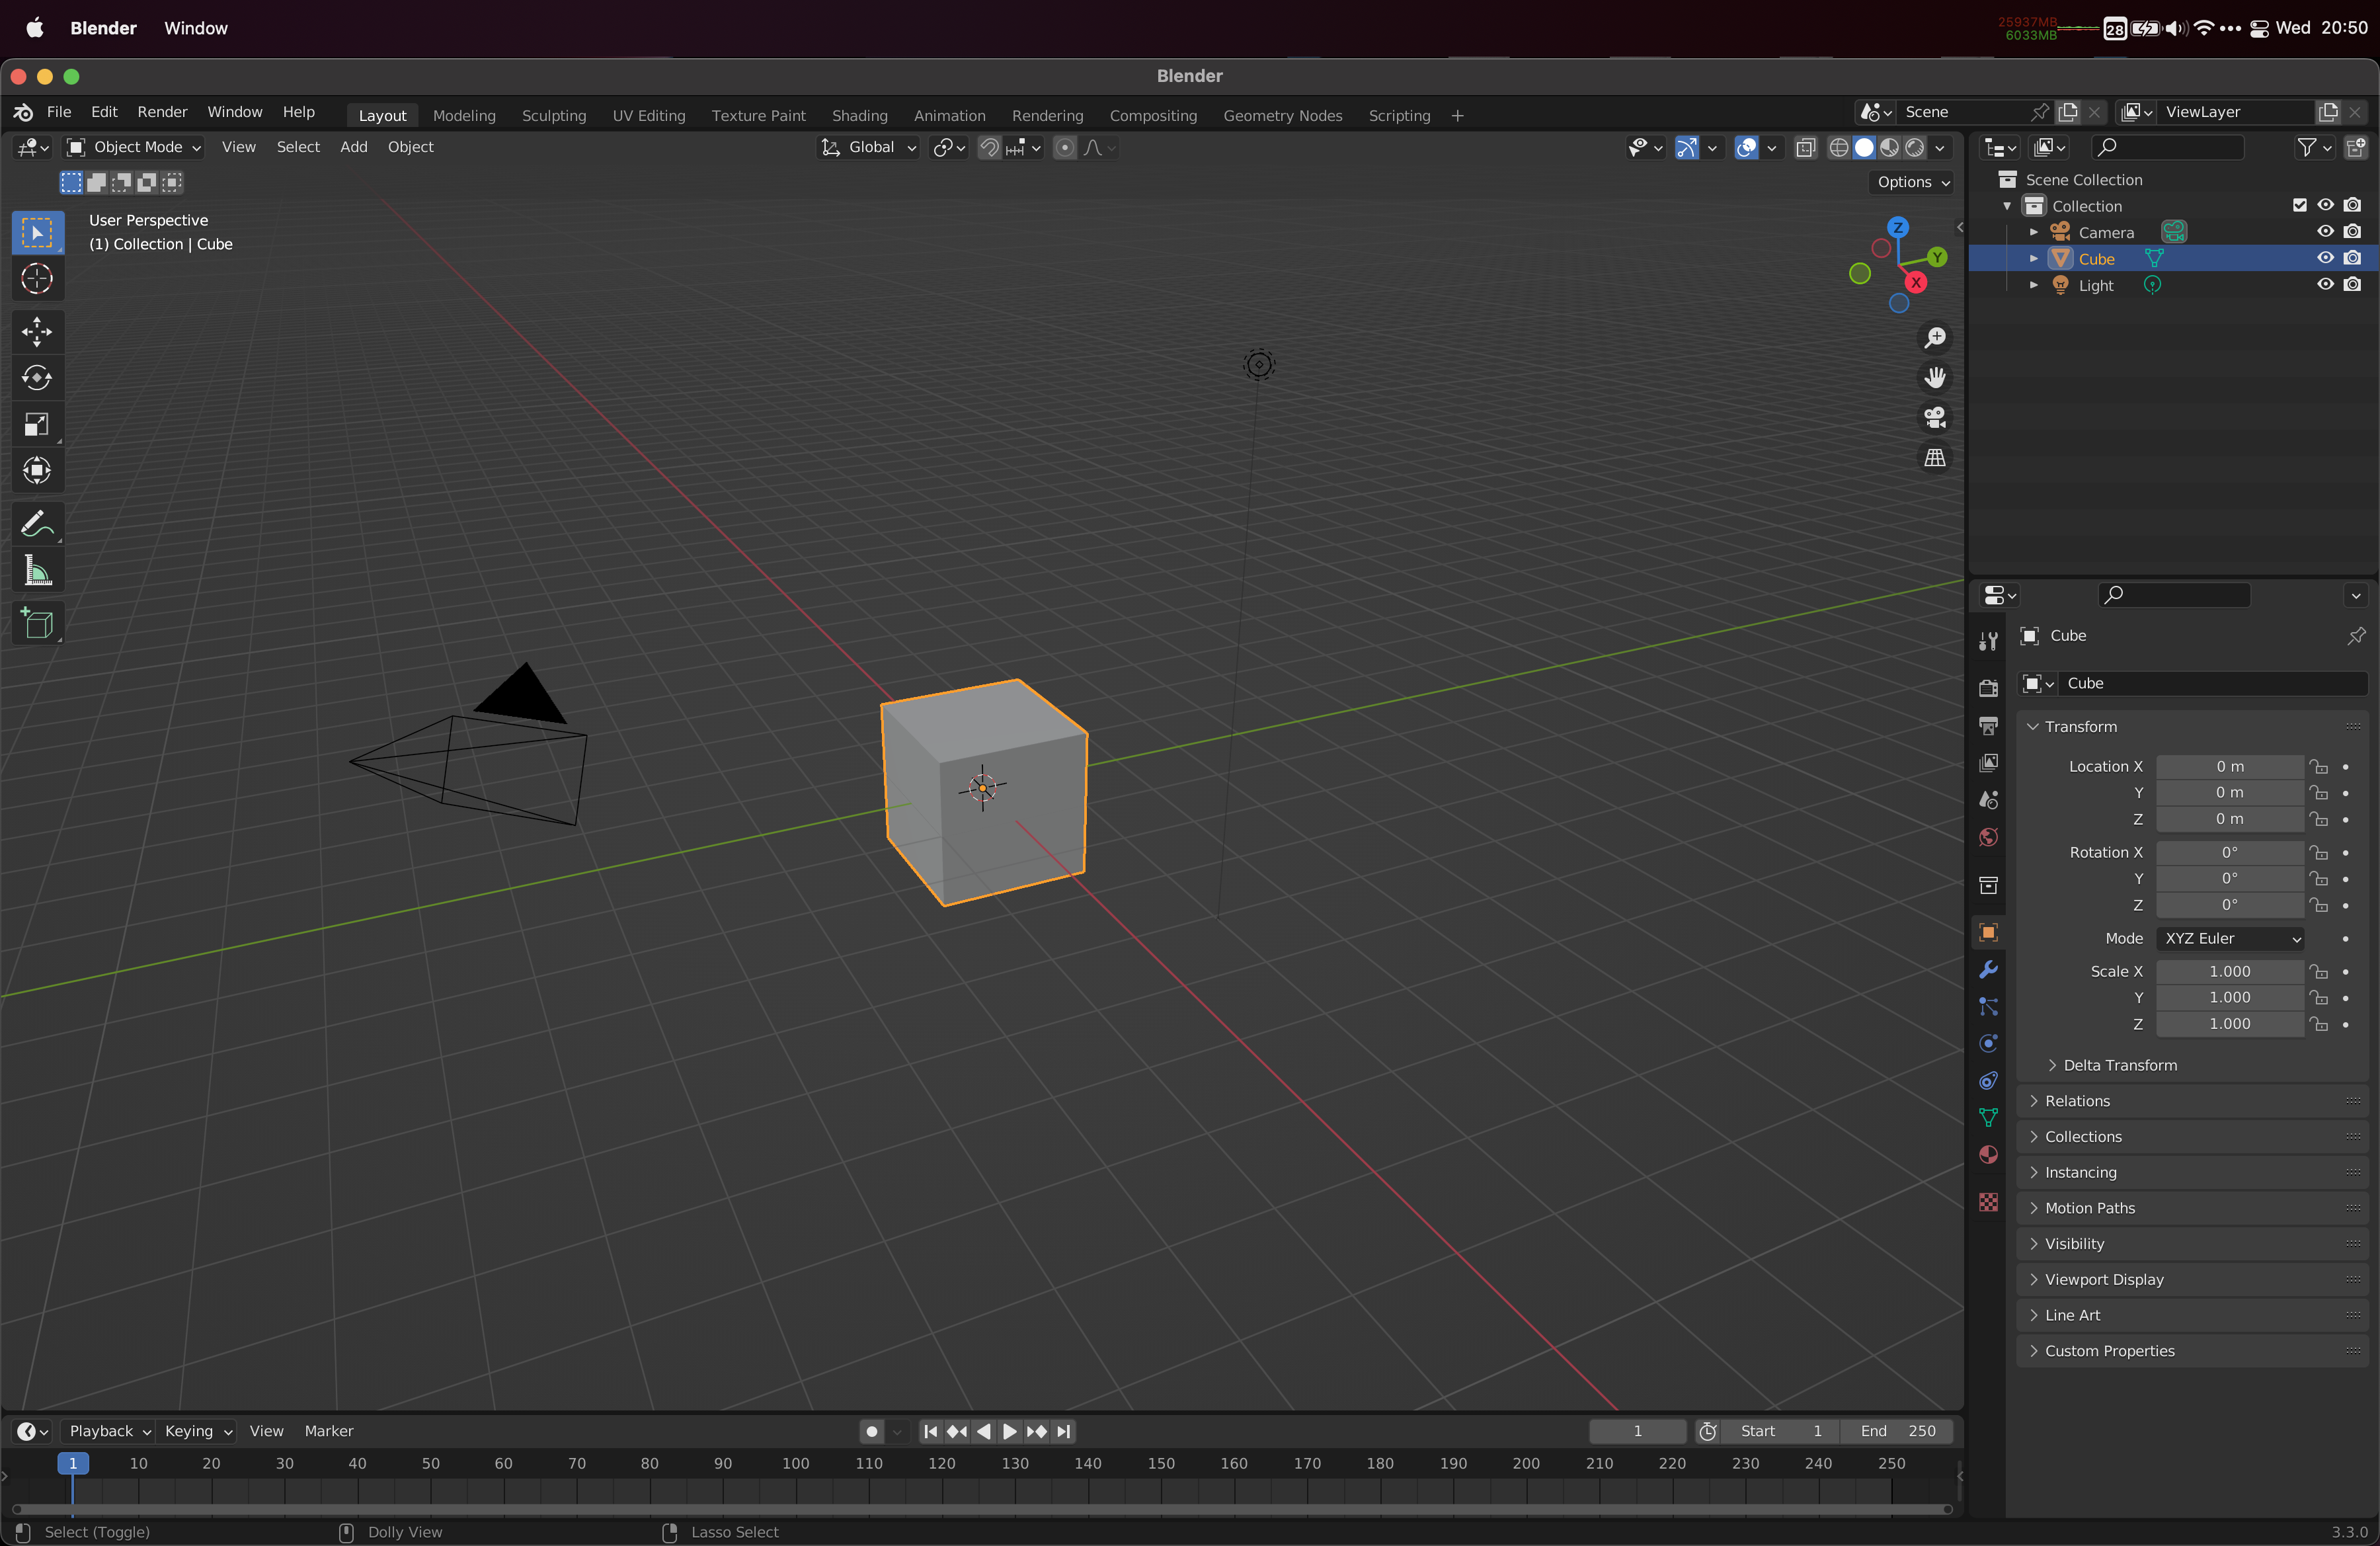 Blender Window
25937MB
6033MB
28
Wed 20:50
Blender
File Edit Render Window Help
Layout Modeling Sculpting UV Editing Texture Paint Shading Animation Rendering Compositing Geometry Nodes Scripting +
Scene
ViewLayer
Object Mode View Select Add Object
Global
Options
User Perspective
(1) Collection | Cube
Z
Y
X
Scene Collection
Collection
Camera
Cube
Light
Cube
Cube
Transform
Location X 0 m
Y 0 m
Z 0 m
Rotation X 0°
Y 0°
Z 0°
Mode XYZ Euler
Scale X 1.000
Y 1.000
Z 1.000
Delta Transform
Relations
Collections
Instancing
Motion Paths
Visibility
Viewport Display
Line Art
Custom Properties
Playback Keying View Marker
1
Start 1
End 250
1 10 20 30 40 50 60 70 80 90 100 110 120 130 140 150 160 170 180 190 200 210 220 230 240 250
Select (Toggle)
Dolly View
Lasso Select
3.3.0